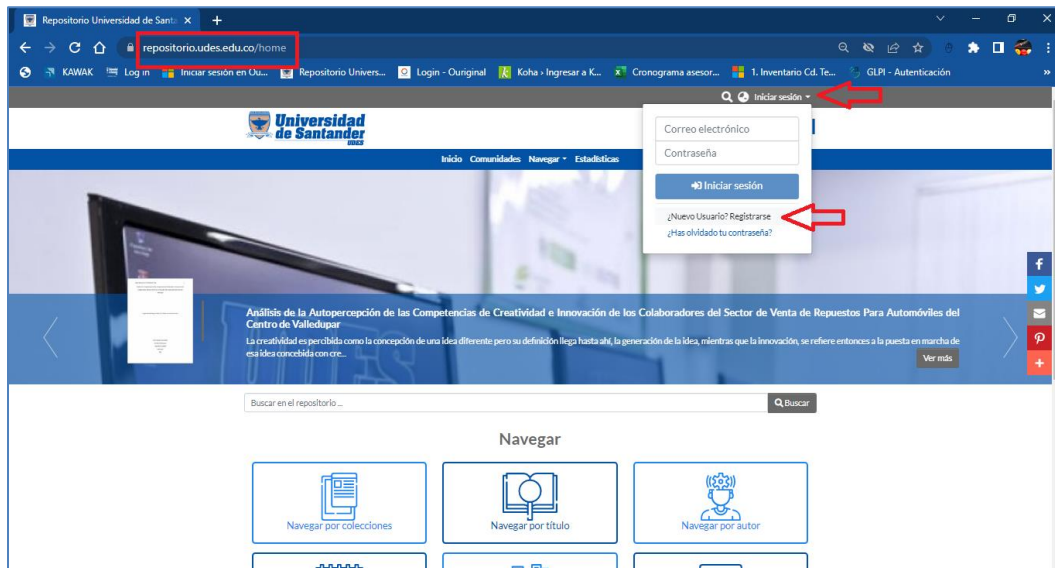 Repositorio Universidad de Santa
repositorio.udes.edu.co/home
KAWAK
Log in
Iniciar sesión en Ou...
Repositorio Univers...
Login - Ouriginal
Koha › Ingresar a K...
Cronograma asesor...
1. Inventario Cd. Te...
GLPI - Autenticación
»
Iniciar sesión
Universidad
de Santander
UDES
Correo electrónico
Contraseña
Iniciar sesión
¿Nuevo Usuario? Registrarse
¿Has olvidado tu contraseña?
Inicio Comunidades Navegar Estadísticas
Análisis de la Autopercepción de las Competencias de Creatividad e Innovación de los Colaboradores del Sector de Venta de Repuestos Para Automóviles del
Centro de Valledupar
La creatividad es percibida como la concepción de una idea diferente pero su definición llega hasta ahí, la generación de la idea, mientras que la innovación, se refiere entonces a la puesta en marcha de
esa idea concebida con cre...
Ver más
Buscar en el repositorio ...
Buscar
Navegar
Navegar por colecciones
Navegar por título
Navegar por autor